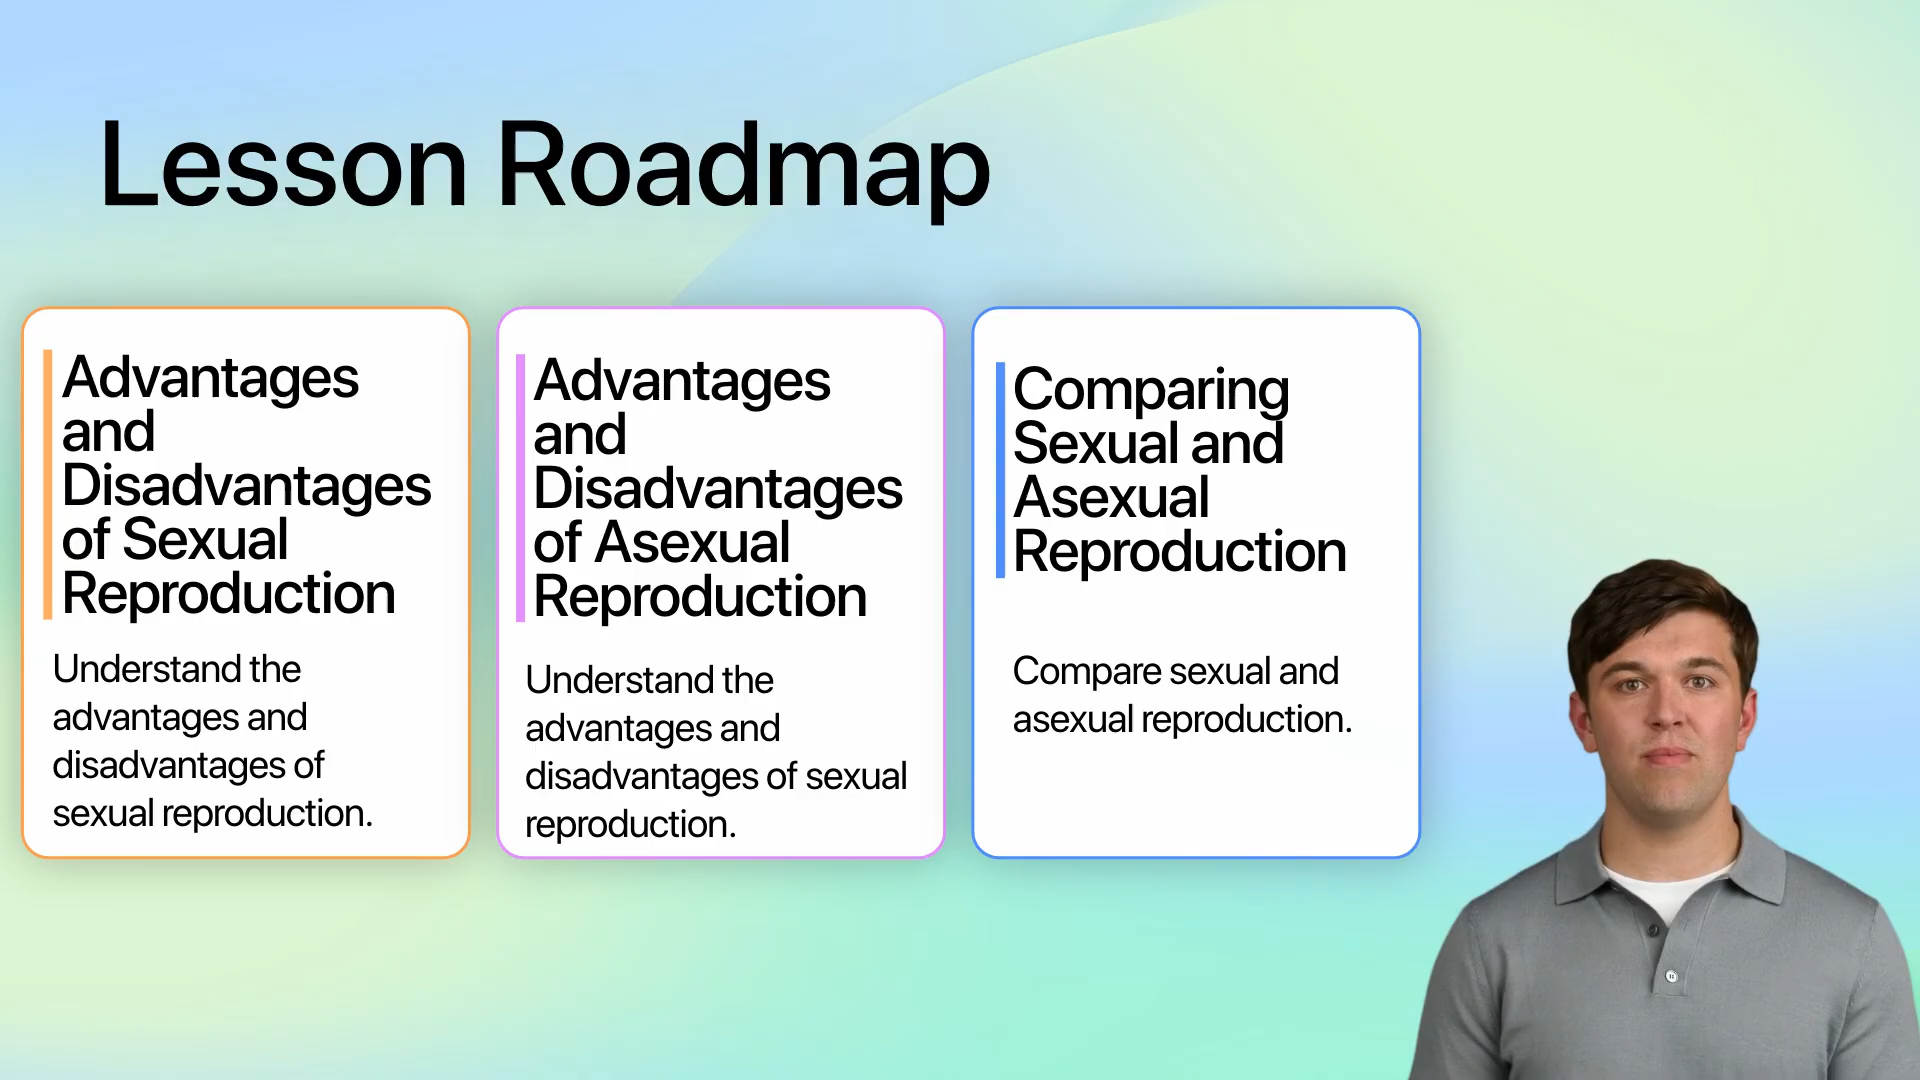 Lesson Roadmap
Advantages
and
Disadvantages
of Sexual
Reproduction
Understand the
advantages and
disadvantages of
sexual reproduction.
Advantages
and
Disadvantages
of Asexual
Reproduction
Understand the
advantages and
disadvantages of sexual
reproduction.
Comparing
Sexual and
Asexual
Reproduction
Compare sexual and
asexual reproduction.